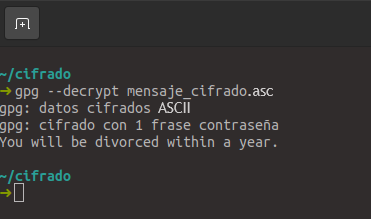 ~/cifrado
➜gpg --decrypt mensaje_cifrado.asc
gpg: datos cifrados ASCII
gpg: cifrado con 1 frase contraseña
You will be divorced within a year.
~/cifrado
➜